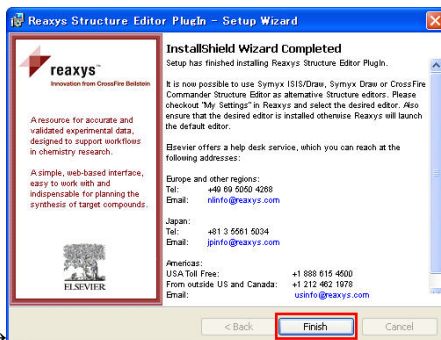 Reaxys Structure Editor PlugIn - Setup Wizard
reaxys™
Innovation from CrossFire Beilstein
A resource for accurate and
validated experimental data,
designed to support workflows
in chemistry research.
A simple, web-based interface,
easy to work with and
indispensable for planning the
synthesis of target compounds.
ELSEVIER
InstallShield Wizard Completed
Setup has finished installing Reaxys Structure Editor PlugIn.
It is now possible to use Symyx ISIS/Draw, Symyx Draw or CrossFire
Commander Structure Editor as alternative Structure editors. Please
checkout 'My Settings' in Reaxys and select the desired editor. Also
ensure that the desired editor is installed otherwise Reaxys will launch
the default editor.
Elsevier offers a help desk service, which you can reach at the
following addresses:
Europe and other regions:
Tel: +49 69 5050 4268
Email: nlinfo@reaxys.com
Japan:
Tel: +81 3 5561 5034
Email: jpinfo@reaxys.com
Americas:
USA Toll Free: +1 888 615 4500
From outside US and Canada: +1 212 462 1978
Email: usinfo@reaxys.com
< Back
Finish
Cancel